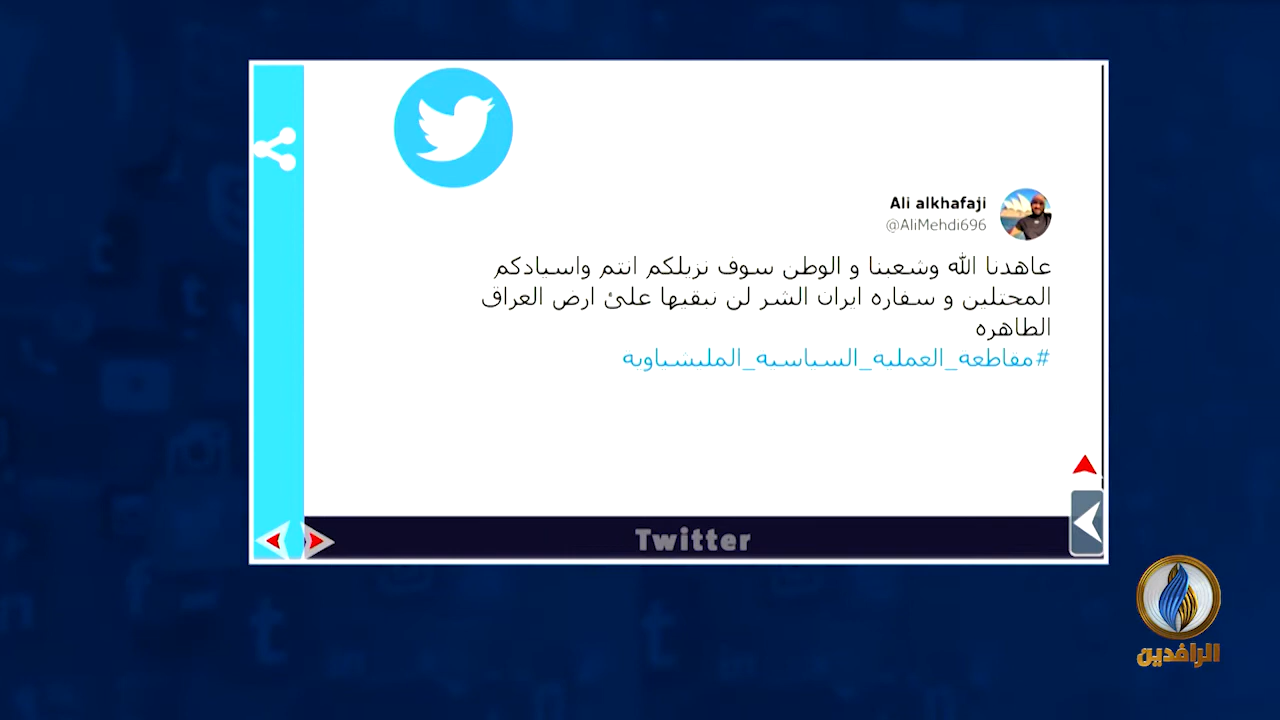 Ali alkhafaji
@AliMehdi696
عاهدنا الله وشعبنا و الوطن سوف نزيلكم انتم واسيادكم
المحتلين و سفاره ايران الشر لن نبقيها علئ ارض العراق
الطاهره
#مقاطعه_العمليه_السياسيه_المليشياويه
Twitter
الرافدين